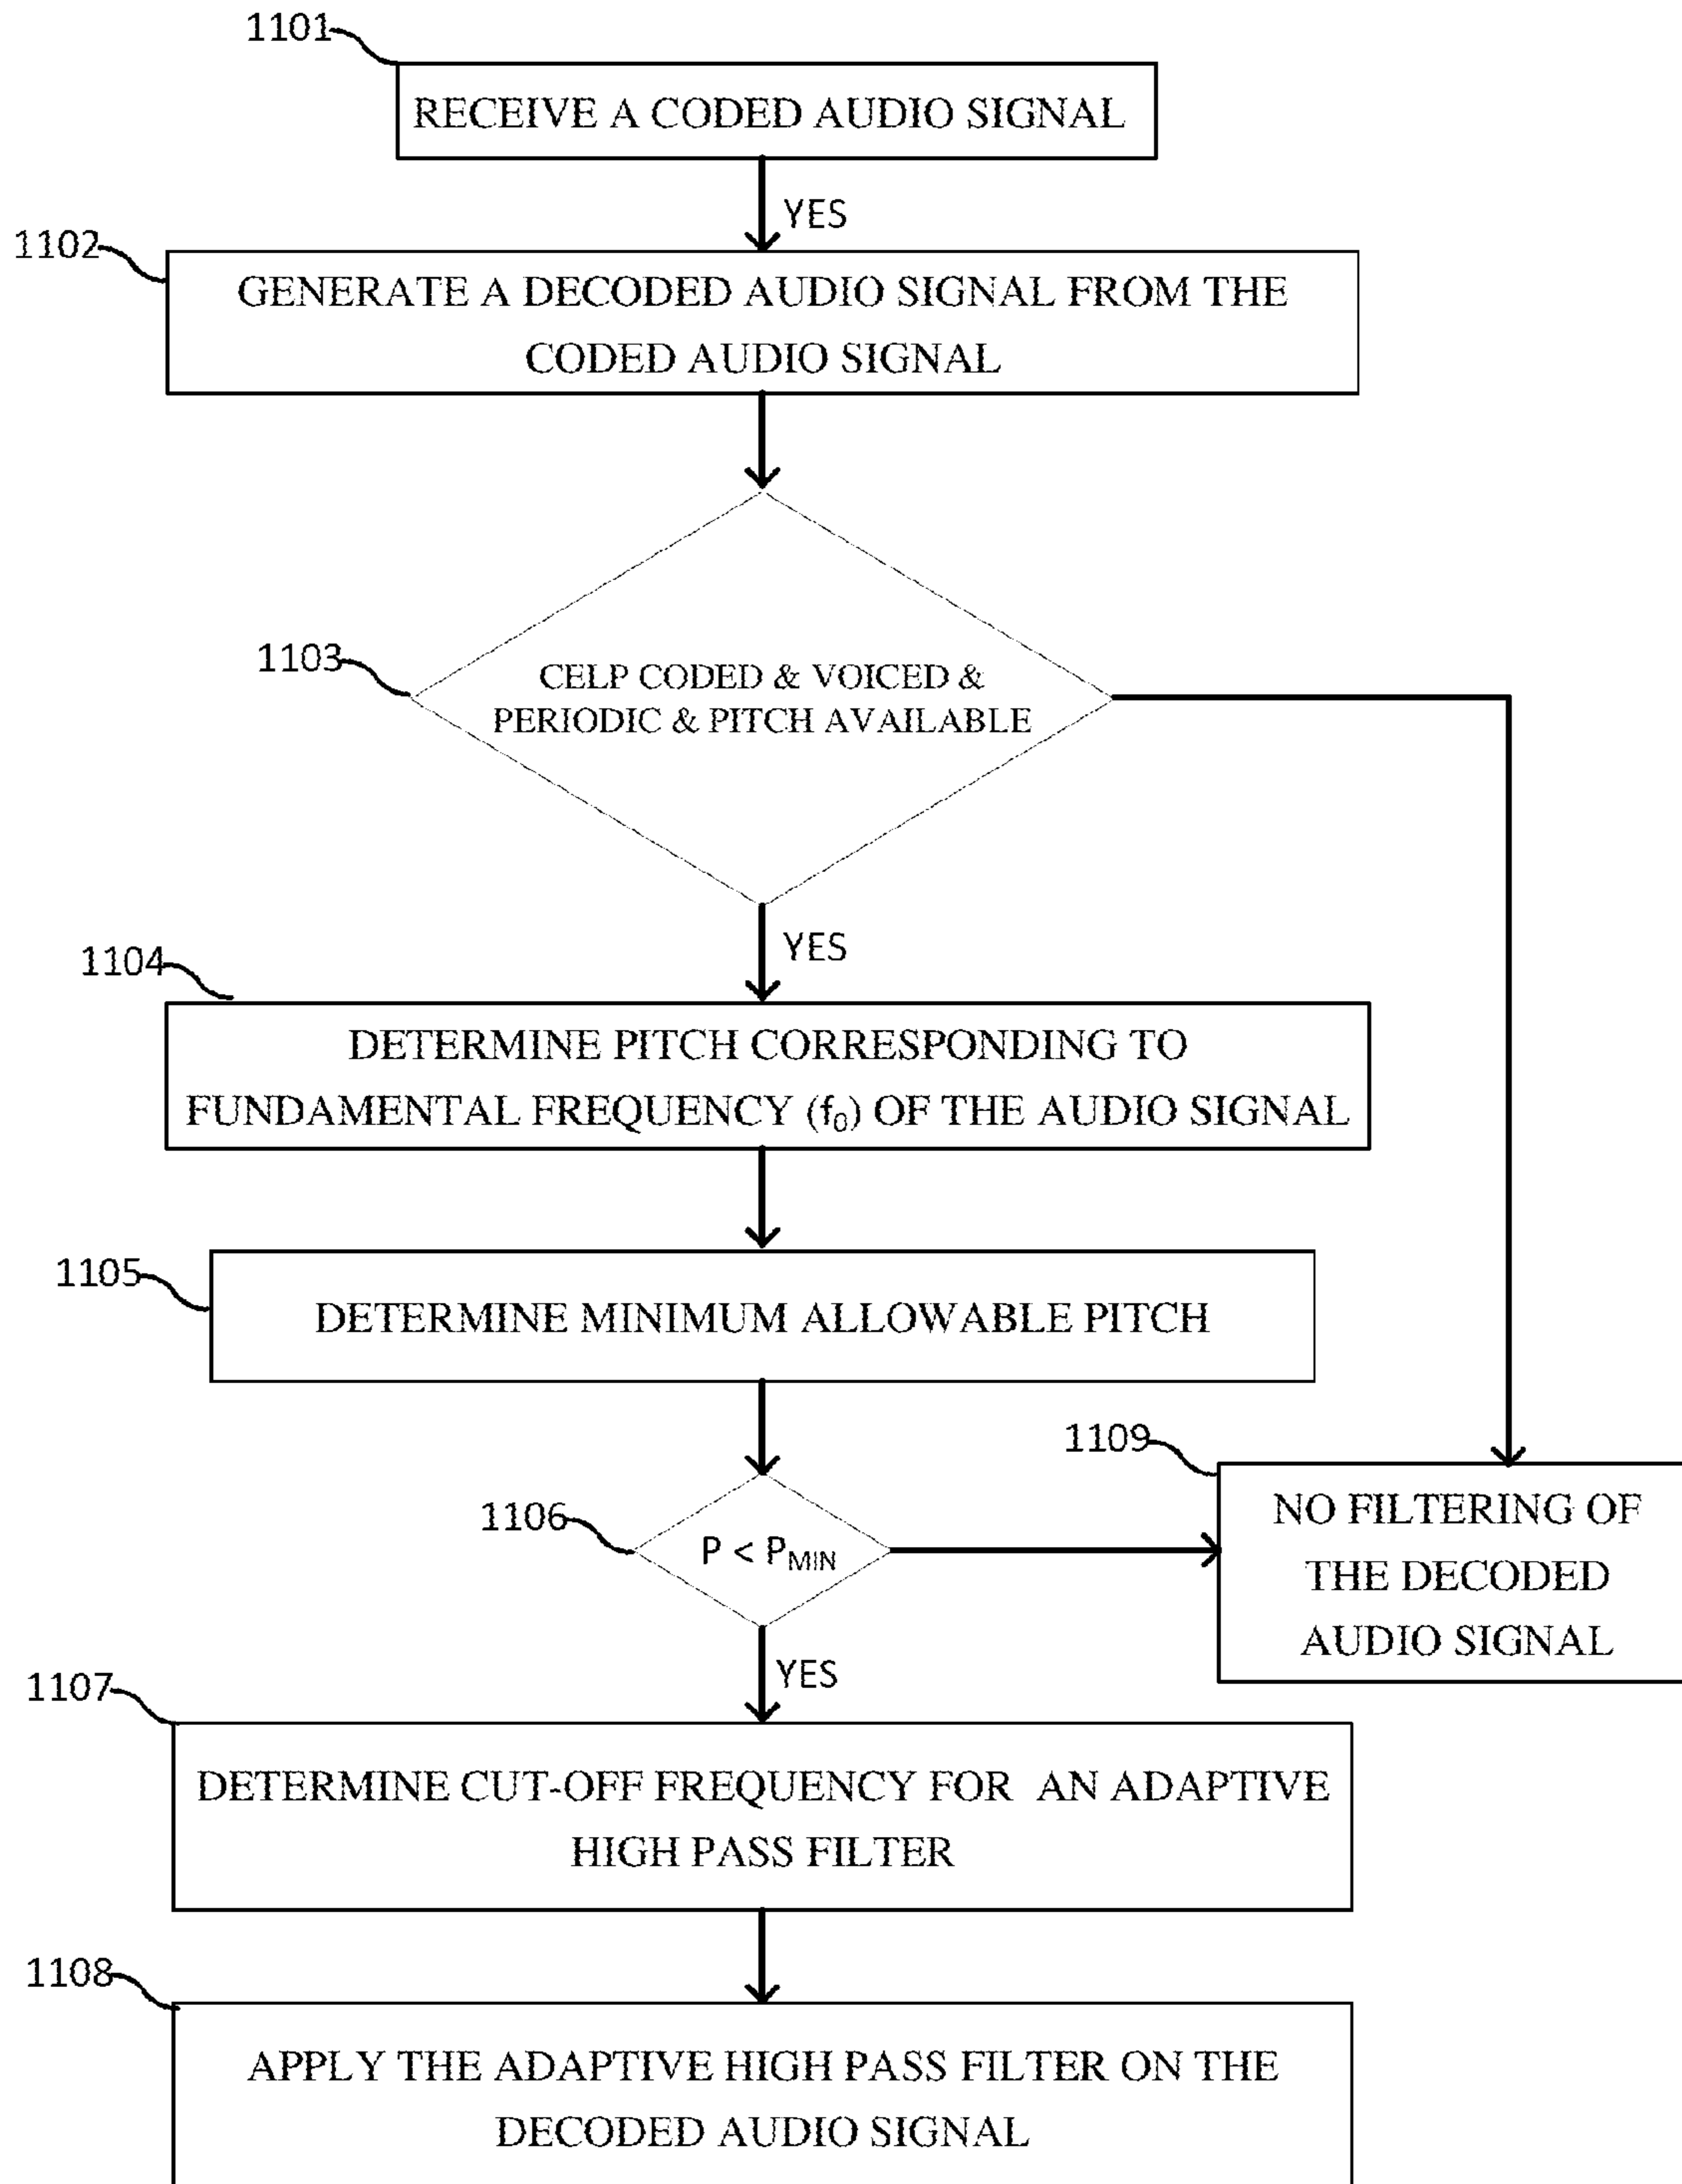 1101
RECEIVE A CODED AUDIO SIGNAL
YES
1102
GENERATE A DECODED AUDIO SIGNAL FROM THE
CODED AUDIO SIGNAL
1103
CELP CODED & VOICED &
PERIODIC & PITCH AVAILABLE
YES
1104
DETERMINE PITCH CORRESPONDING TO
FUNDAMENTAL FREQUENCY (f₀) OF THE AUDIO SIGNAL
1105
DETERMINE MINIMUM ALLOWABLE PITCH
1106
P < PMIN
1109
NO FILTERING OF
THE DECODED
AUDIO SIGNAL
YES
1107
DETERMINE CUT-OFF FREQUENCY FOR AN ADAPTIVE
HIGH PASS FILTER
1108
APPLY THE ADAPTIVE HIGH PASS FILTER ON THE
DECODED AUDIO SIGNAL